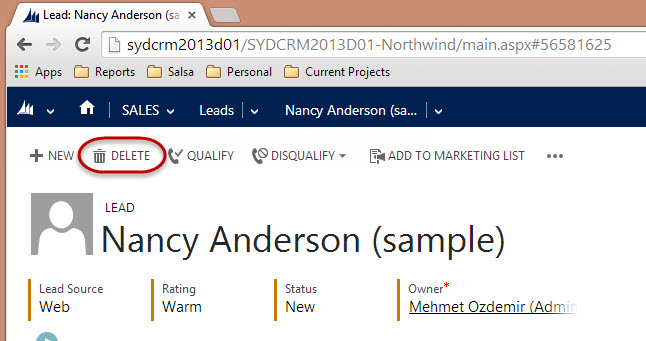 Lead: Nancy Anderson (sa
sydcrm2013d01/SYDCRM2013D01-Northwind/main.aspx#56581625
Apps Reports Salsa Personal Current Projects
SALES Leads Nancy Anderson (sa...
NEW DELETE QUALIFY DISQUALIFY ADD TO MARKETING LIST
LEAD
Nancy Anderson (sample)
Lead Source Rating Status Owner*
Web Warm New Mehmet Ozdemir (Admin